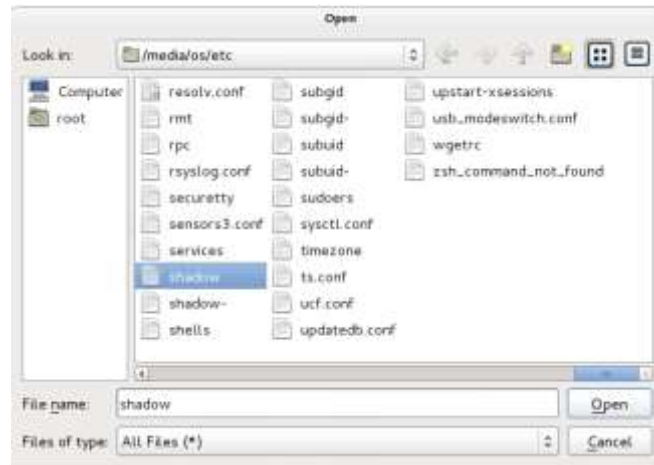 Open
Look in:
/media/os/etc
Computer
root
resolv.conf
rmt
rpc
rsyslog.conf
securetty
sensors3.conf
services
shadow
shadow-
shells
subgid
subgid-
subuid
subuid-
sudoers
sysctl.conf
timezone
ts.conf
ucf.conf
updatedb.conf
upstart-xsessions
usb_modeswitch.conf
wgetrc
zsh_command_not_found
File name: shadow
Open
Files of type: All Files (*)
Cancel